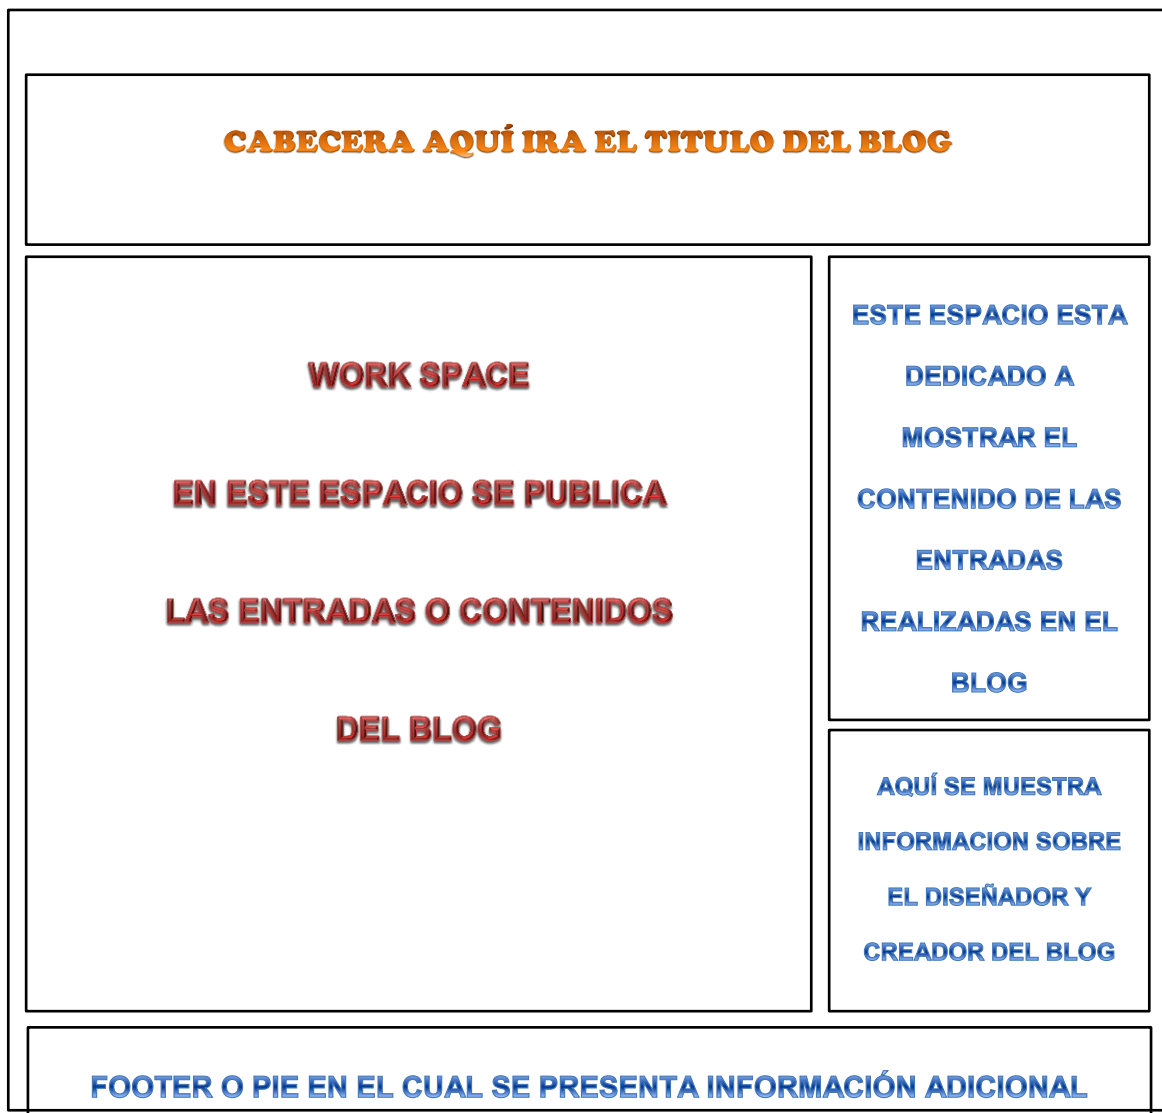 CABECERA AQUÍ IRA EL TITULO DEL BLOG
WORK SPACE
EN ESTE ESPACIO SE PUBLICA
LAS ENTRADAS O CONTENIDOS
DEL BLOG
ESTE ESPACIO ESTA
DEDICADO A
MOSTRAR EL
CONTENIDO DE LAS
ENTRADAS
REALIZADAS EN EL
BLOG
AQUÍ SE MUESTRA
INFORMACION SOBRE
EL DISEÑADOR Y
CREADOR DEL BLOG
FOOTER O PIE EN EL CUAL SE PRESENTA INFORMACIÓN ADICIONAL